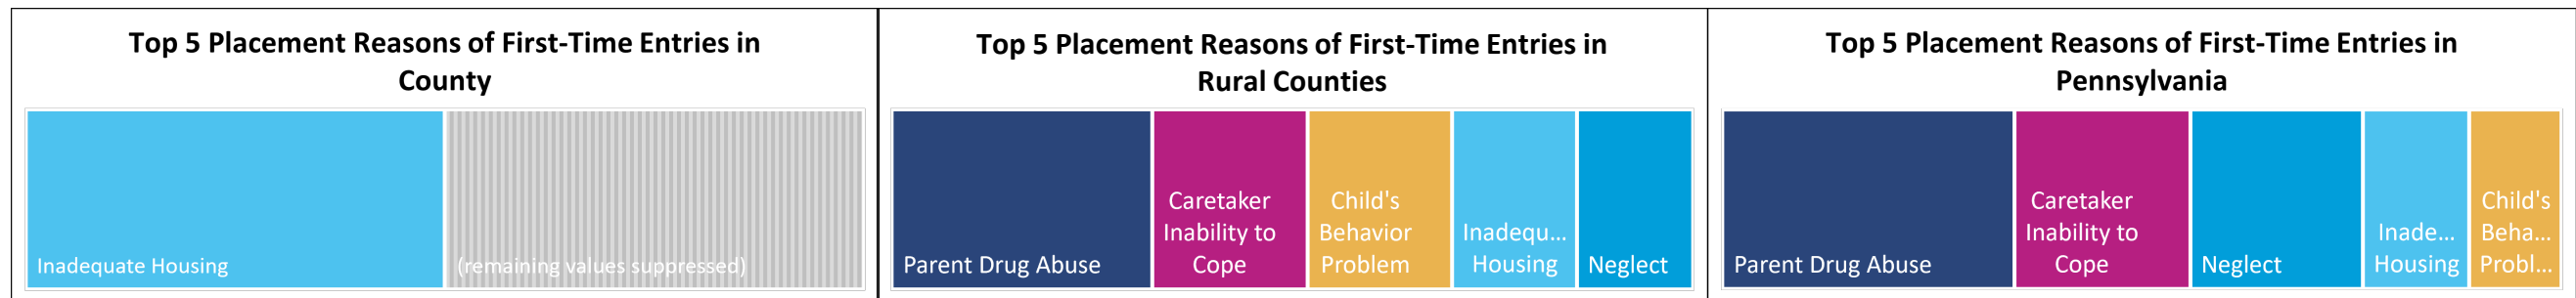 Top 5 Placement Reasons of First-Time Entries in
County
Inadequate Housing
(remaining values suppressed)
Top 5 Placement Reasons of First-Time Entries in
Rural Counties
Parent Drug Abuse
Caretaker
Inability to
Cope
Child's
Behavior
Problem
Inadequ...
Housing
Neglect
Top 5 Placement Reasons of First-Time Entries in
Pennsylvania
Parent Drug Abuse
Caretaker
Inability to
Cope
Neglect
Inade...
Housing
Child's
Beha...
Probl...